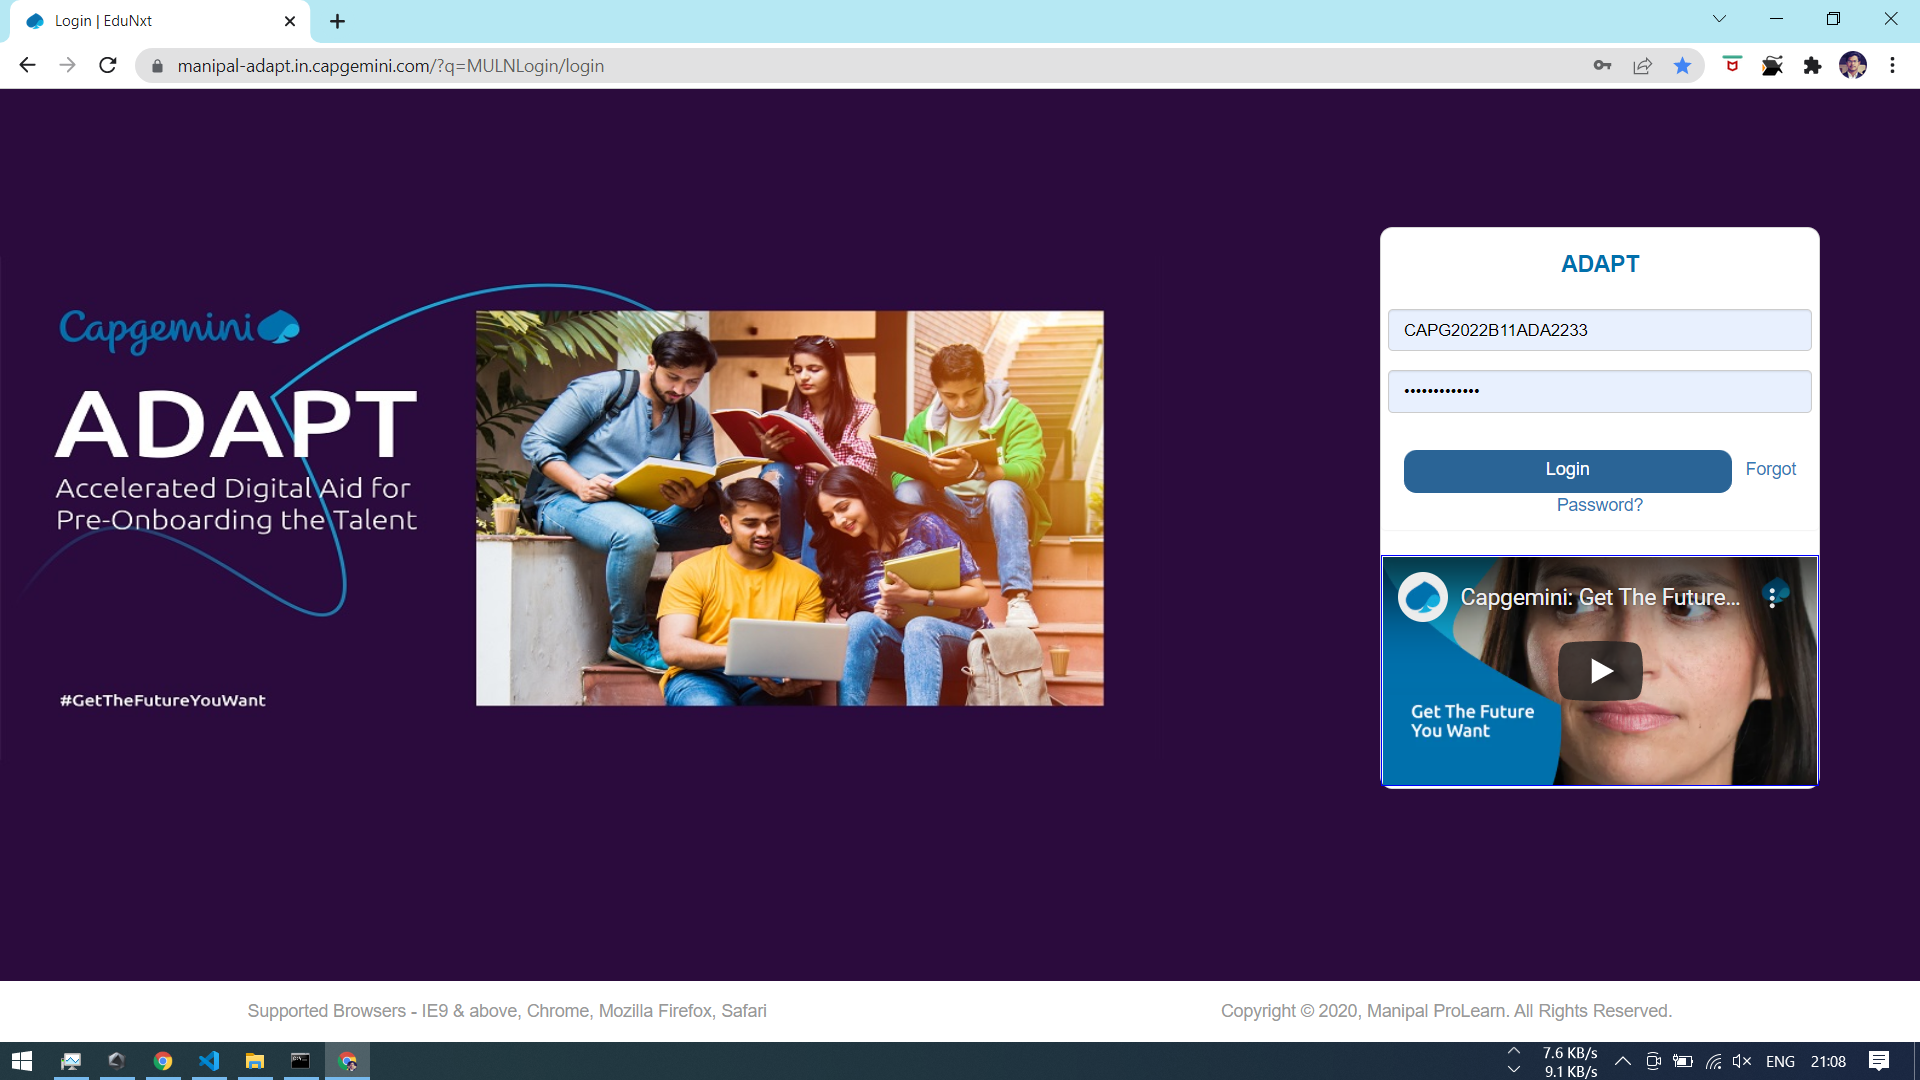 Login | EduNxt
manipal-adapt.in.capgemini.com/?q=MULNLogin/login
Capgemini
ADAPT
Accelerated Digital Aid for
Pre-Onboarding the Talent
#GetTheFutureYouWant
ADAPT
CAPG2022B11ADA2233
•••••••••••••
Login Forgot
Password?
Capgemini: Get The Future...
Get The Future
You Want
Supported Browsers - IE9 & above, Chrome, Mozilla Firefox, Safari
Copyright © 2020, Manipal ProLearn. All Rights Reserved.
7.6 KB/s
9.1 KB/s
ENG 21:08